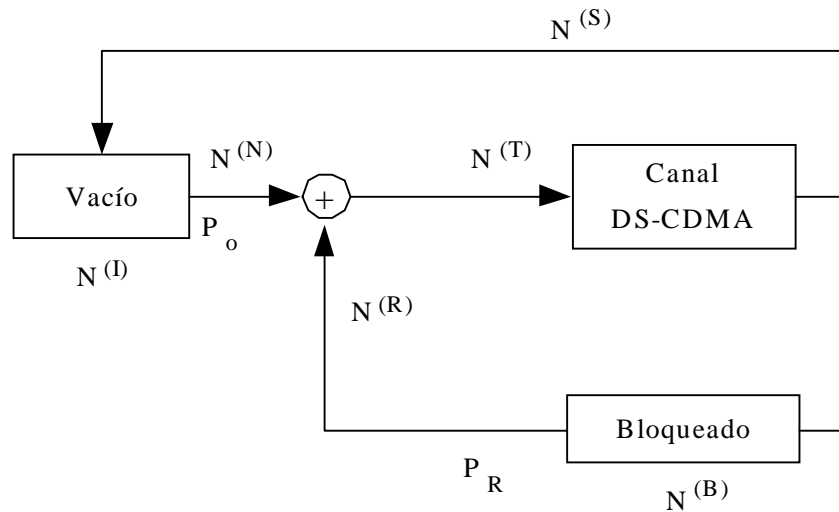 N (S)
N (N)
N (T)
Vacío
+
Canal
DS-CDMA
P o
N (I)
N (R)
Bloqueado
P R
N (B)